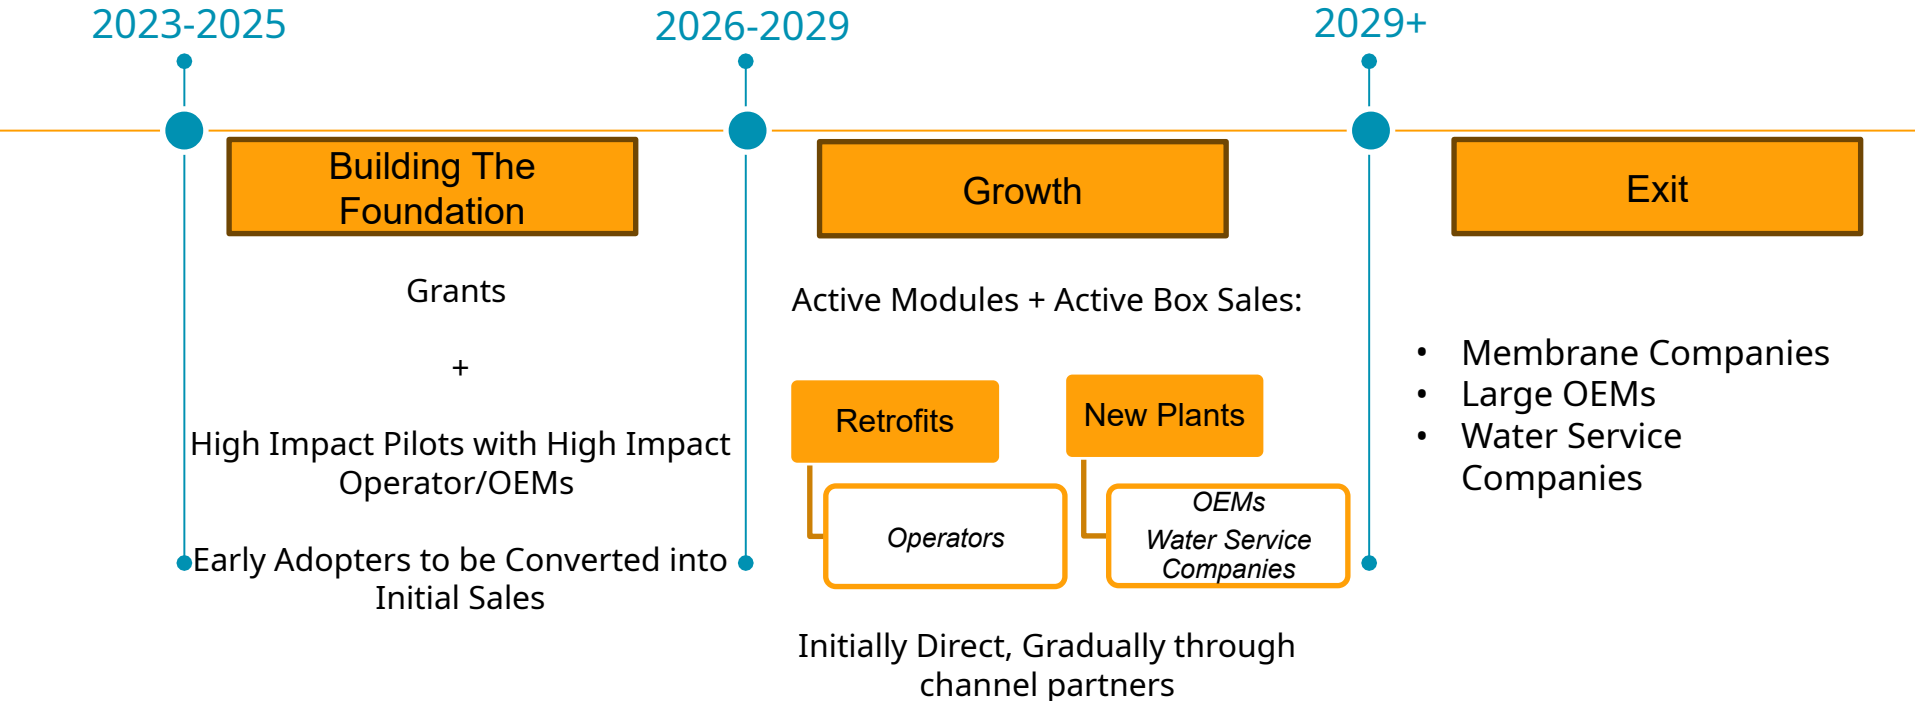 2023-2025
2026-2029
2029+
Building The
Foundation
Growth
Exit
Grants
+
High Impact Pilots with High Impact
Operator/OEMs
Early Adopters to be Converted into
Initial Sales
Active Modules + Active Box Sales:
Retrofits
New Plants
Operators
OEMs
Water Service
Companies
Initially Direct, Gradually through
channel partners
• Membrane Companies
• Large OEMs
• Water Service
Companies